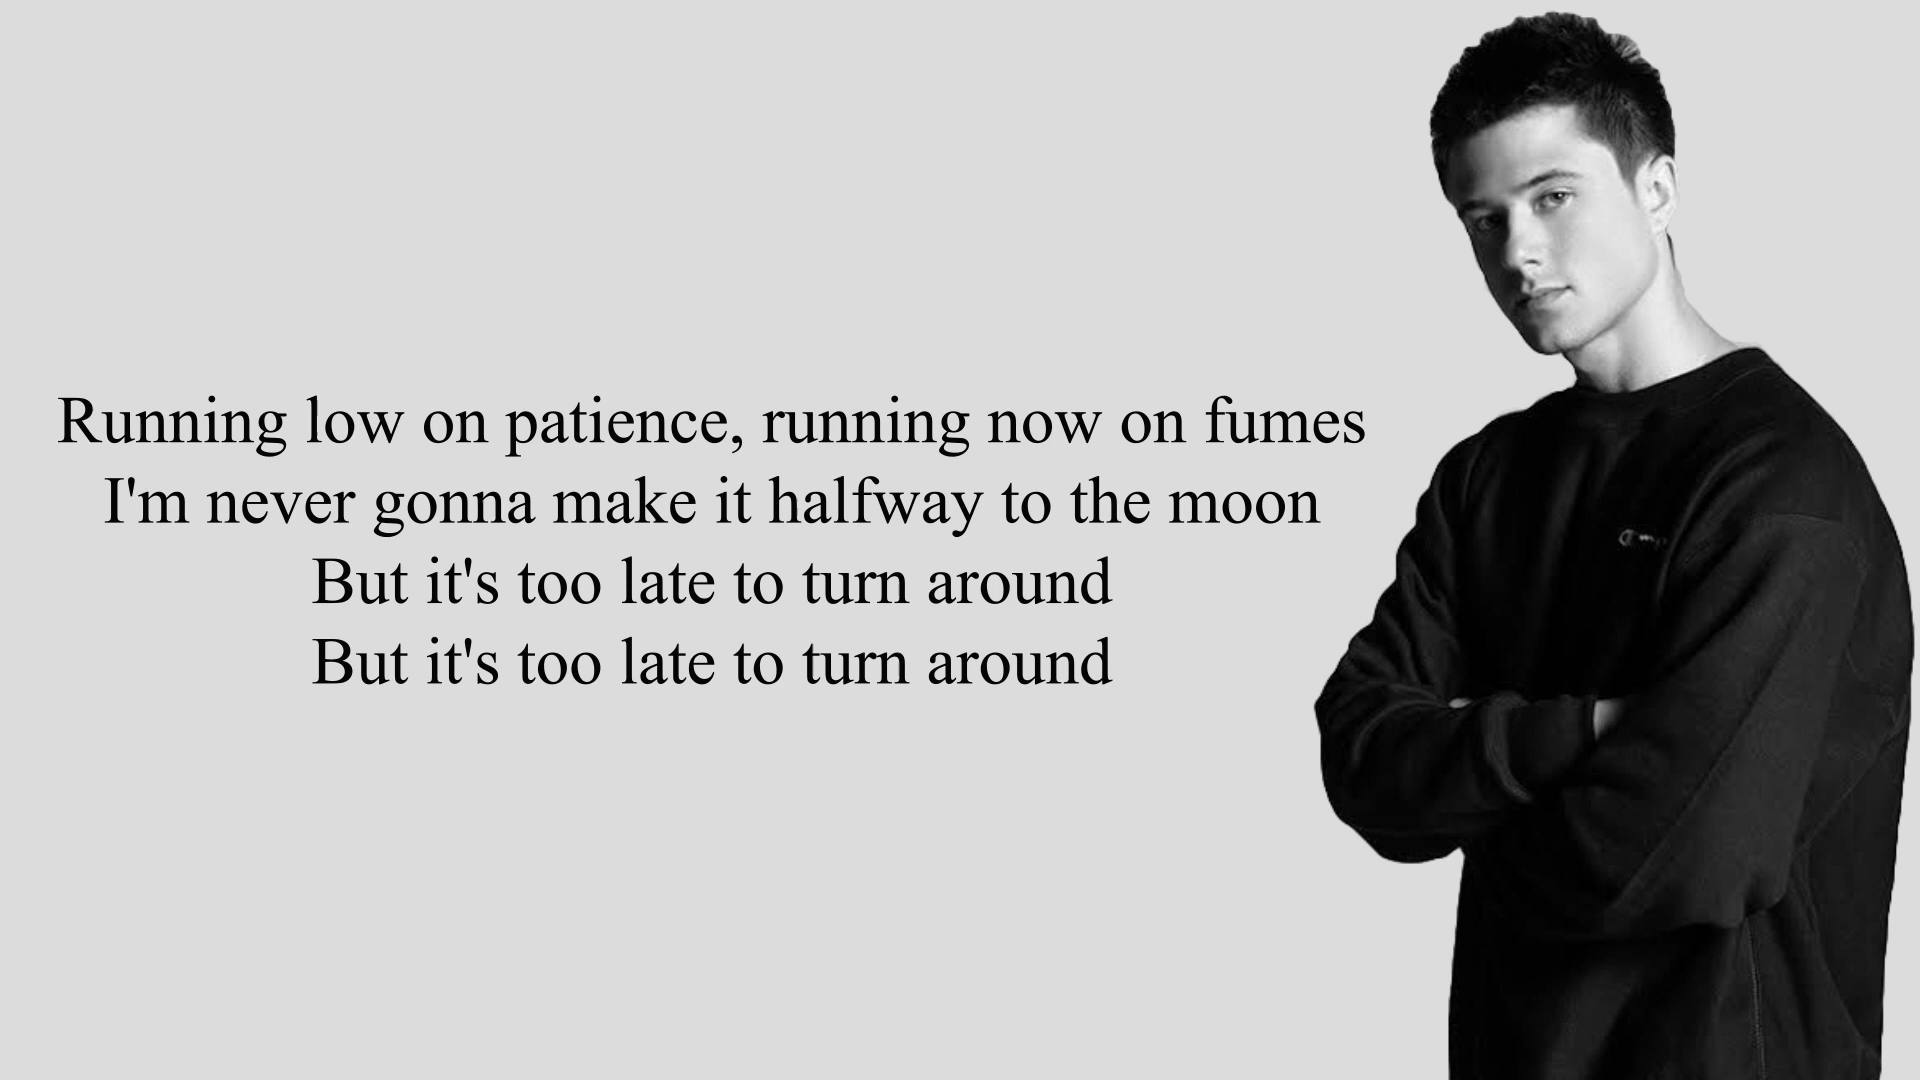 Running low on patience, running now on fumes
I'm never gonna make it halfway to the moon
But it's too late to turn around
But it's too late to turn around